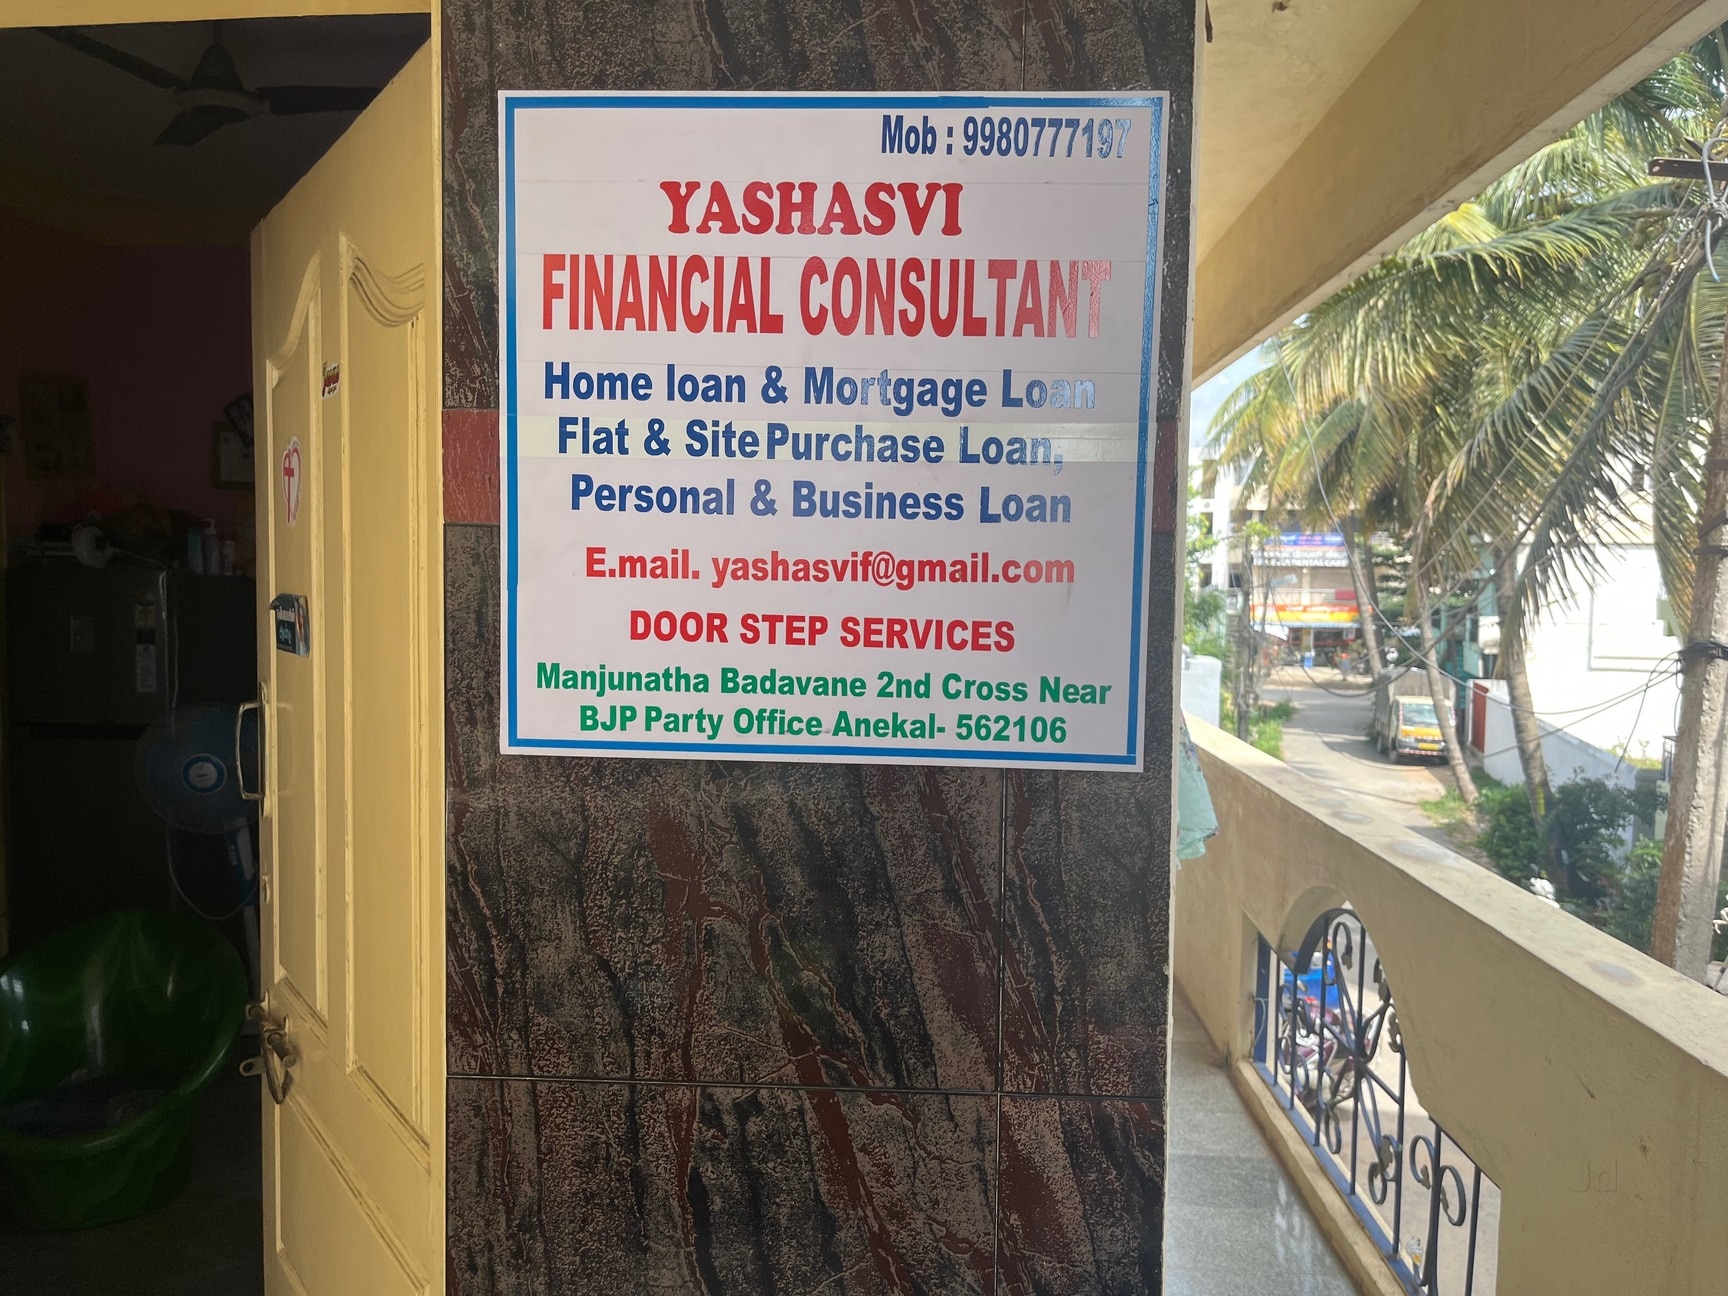 Mob : 9980777197
YASHASVI
FINANCIAL CONSULTANT
Home loan & Mortgage Loan
Flat & Site Purchase Loan,
Personal & Business Loan
E.mail. yashasvif@gmail.com
DOOR STEP SERVICES
Manjunatha Badavane 2nd Cross Near
BJP Party Office Anekal- 562106
Jd